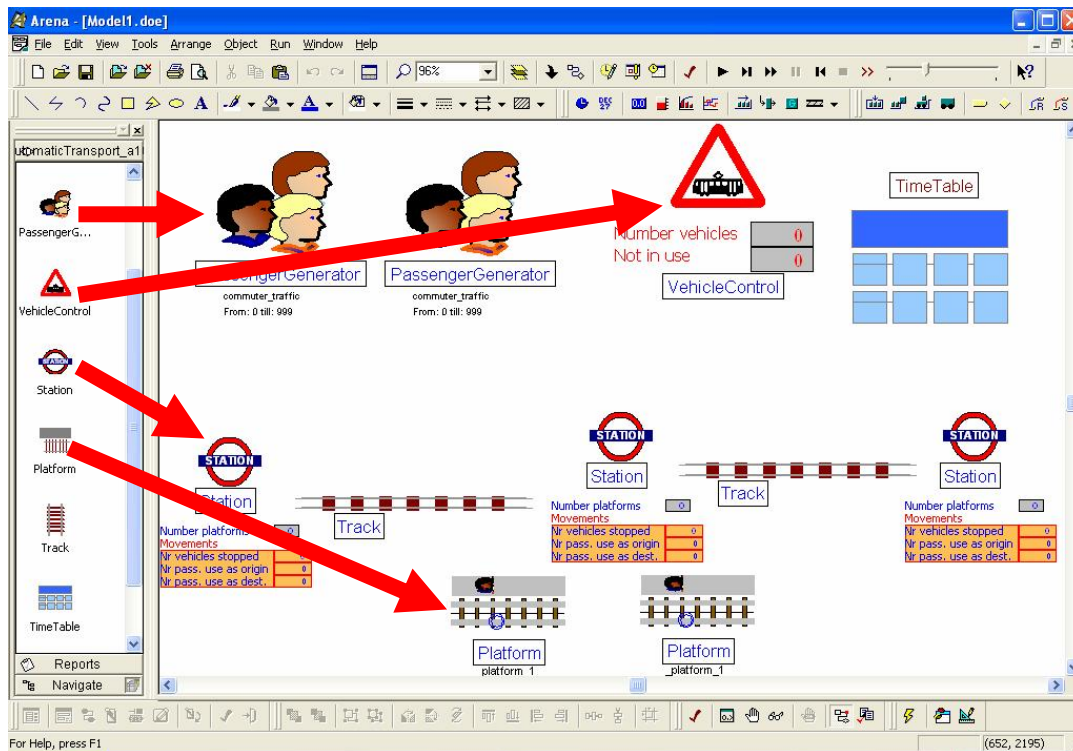 Arena - [Model1.doe]
File Edit View Tools Arrange Object Run Window Help
96%
A A
0.0
R S
utomaticTransport_a1
PassengerG...
VehicleControl
STATION
Station
Platform
Track
TimeTable
Reports
Navigate
PassengerGenerator
commuter_traffic
From: 0 till: 999
PassengerGenerator
commuter_traffic
From: 0 till: 999
Number vehicles 0
Not in use 0
VehicleControl
TimeTable
STATION
Station
Number platforms 0
Movements
Nr vehicles stopped 0
Nr pass. use as origin 0
Nr pass. use as dest. 0
Track
STATION
Station
Number platforms 0
Movements
Nr vehicles stopped 0
Nr pass. use as origin 0
Nr pass. use as dest. 0
Track
STATION
Station
Number platforms 0
Movements
Nr vehicles stopped 0
Nr pass. use as origin 0
Nr pass. use as dest. 0
Platform
platform_1
Platform
_platform_1
For Help, press F1
(652, 2195)